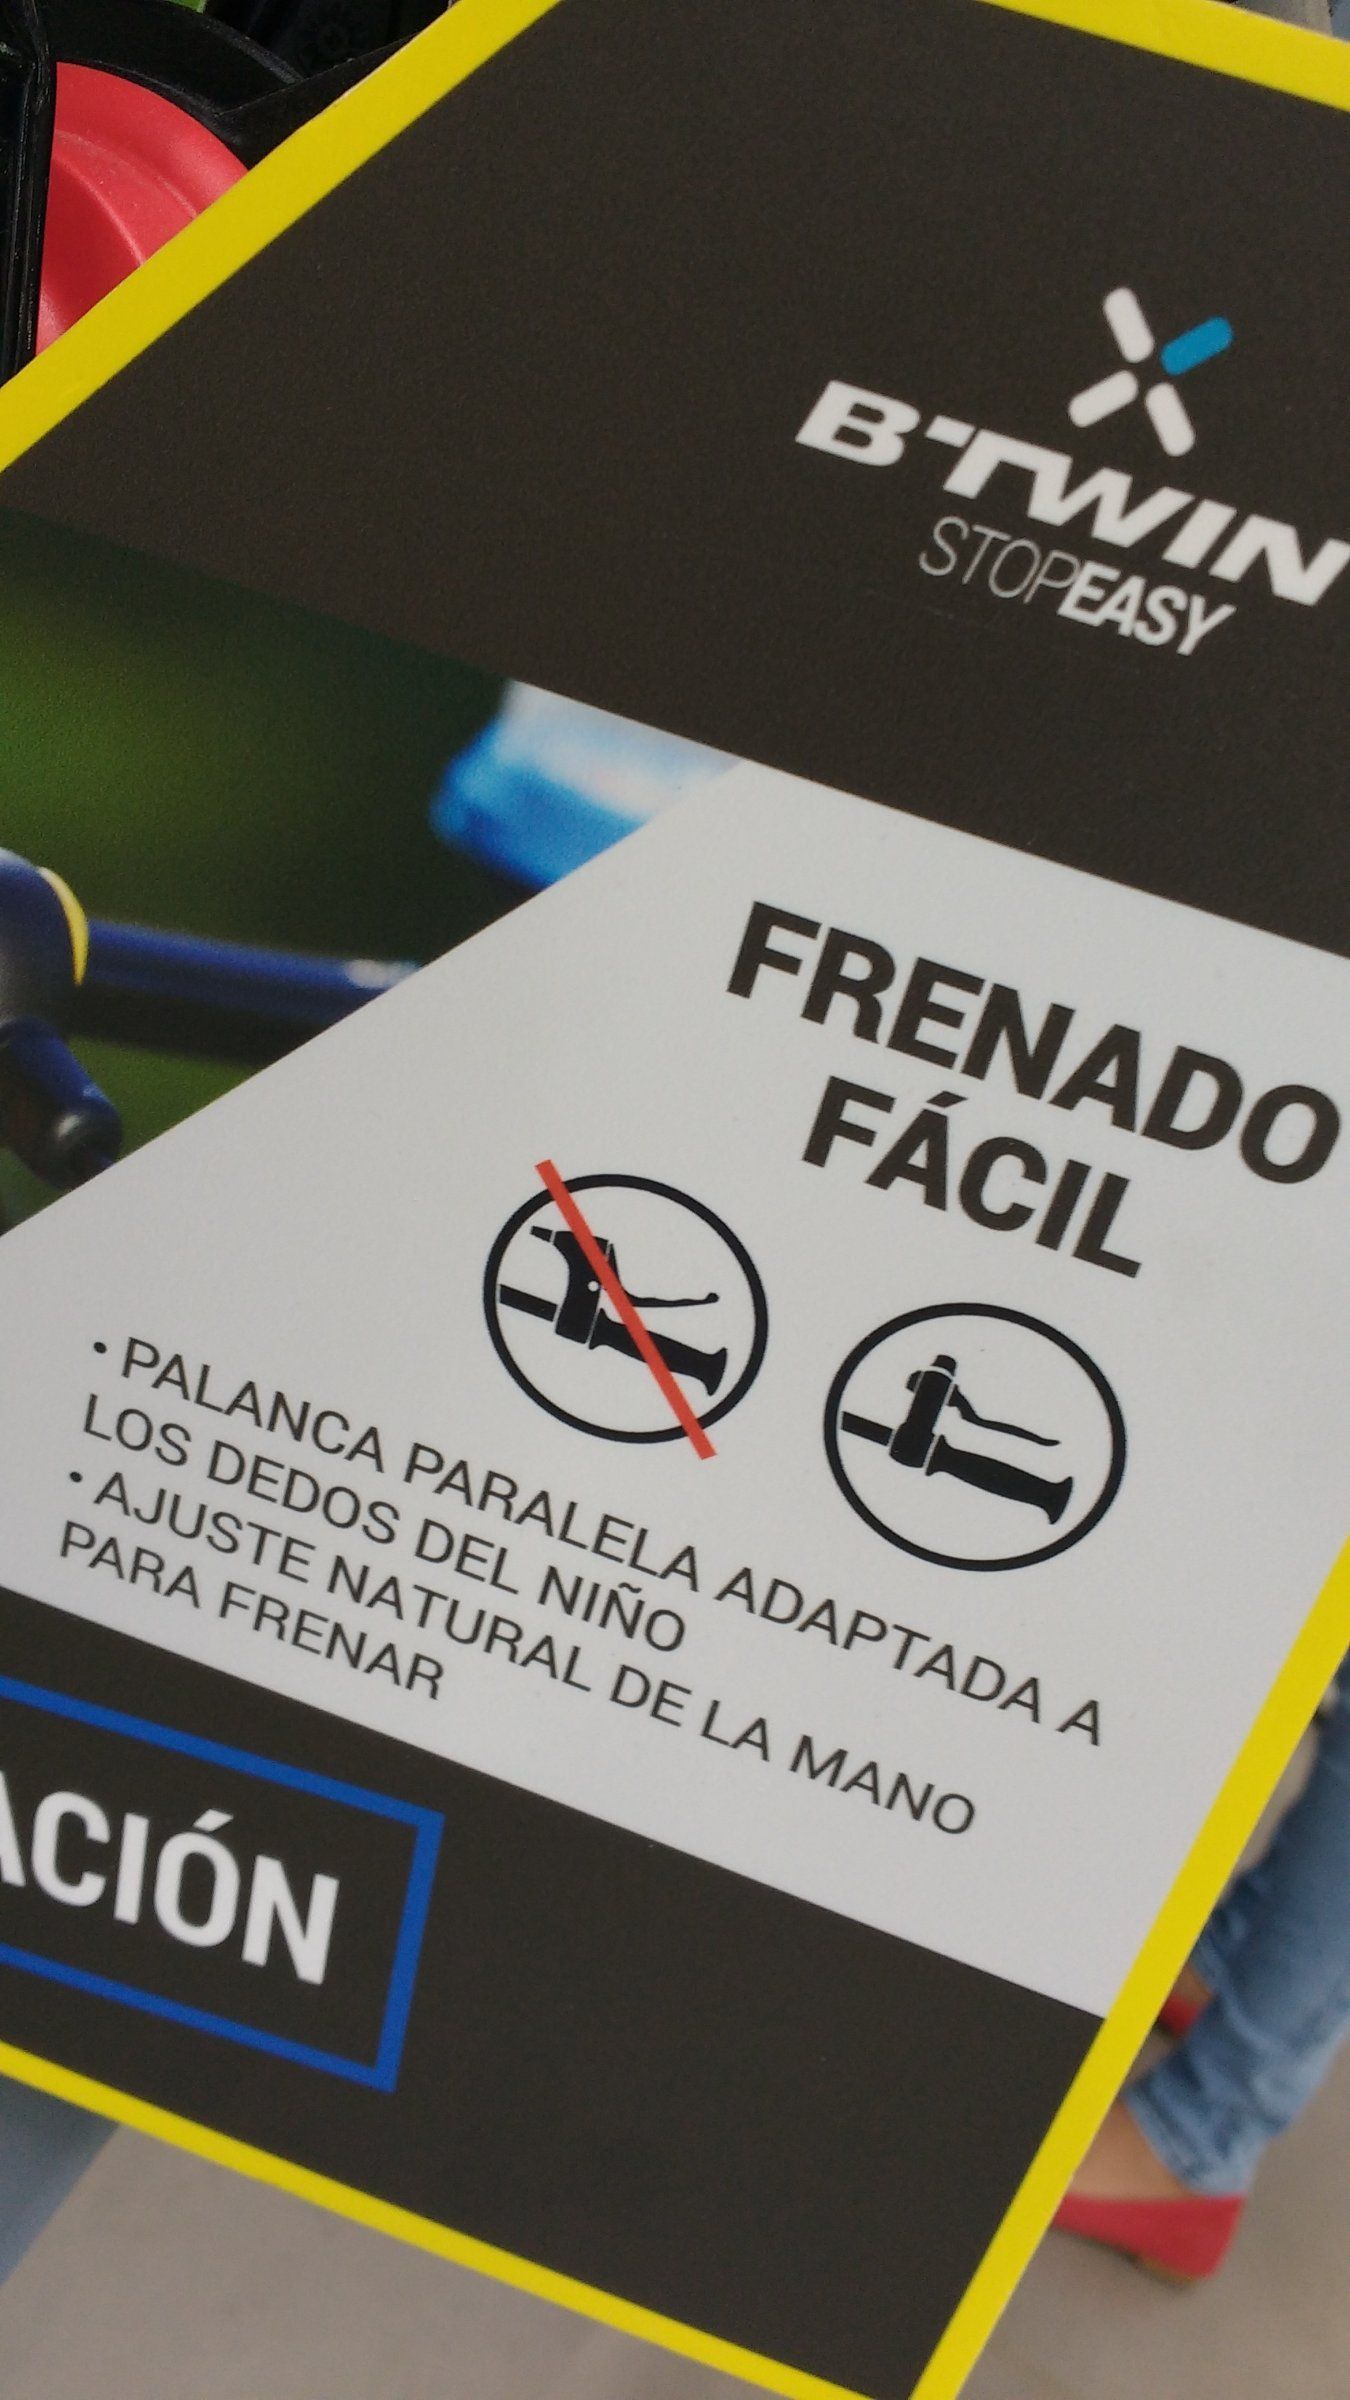 B'TWIN
STOPEASY
FRENADO
FÁCIL
• PALANCA PARALELA ADAPTADA A
LOS DEDOS DEL NIÑO
• AJUSTE NATURAL DE LA MANO
PARA FRENAR
ACIÓN